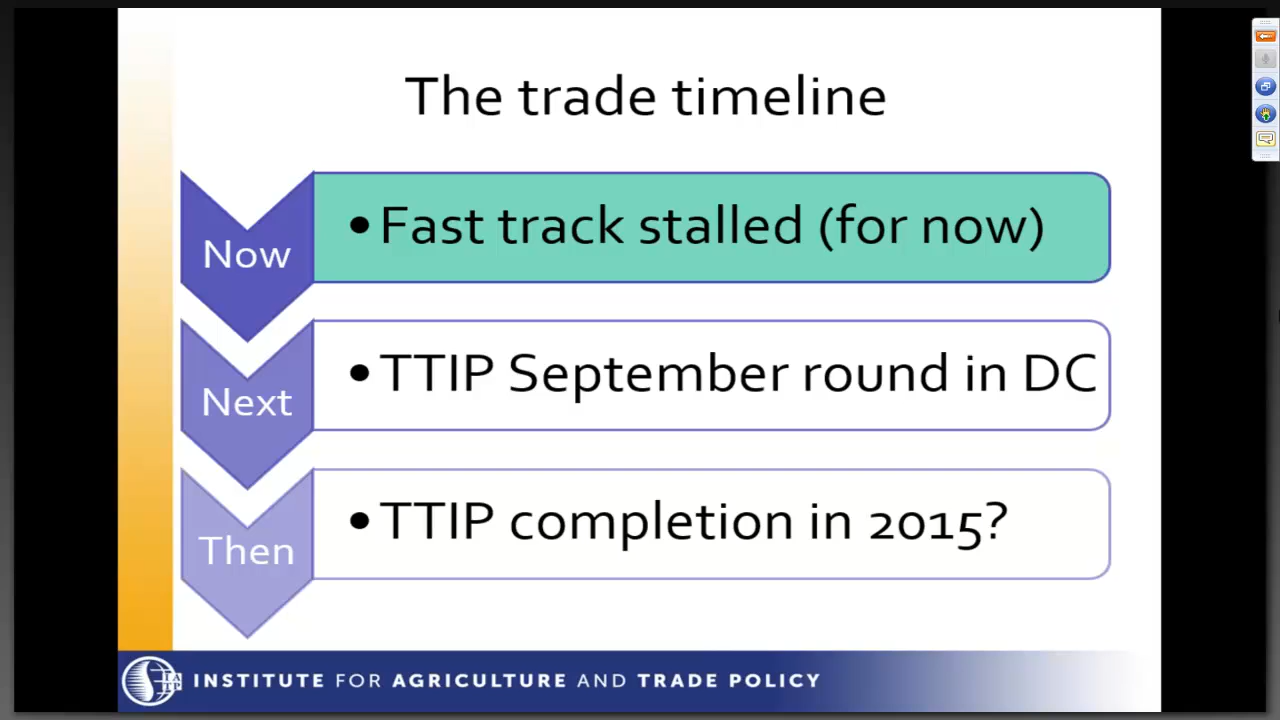 The trade timeline
Now
• Fast track stalled (for now)
Next
• TTIP September round in DC
Then
• TTIP completion in 2015?
INSTITUTE FOR AGRICULTURE AND TRADE POLICY